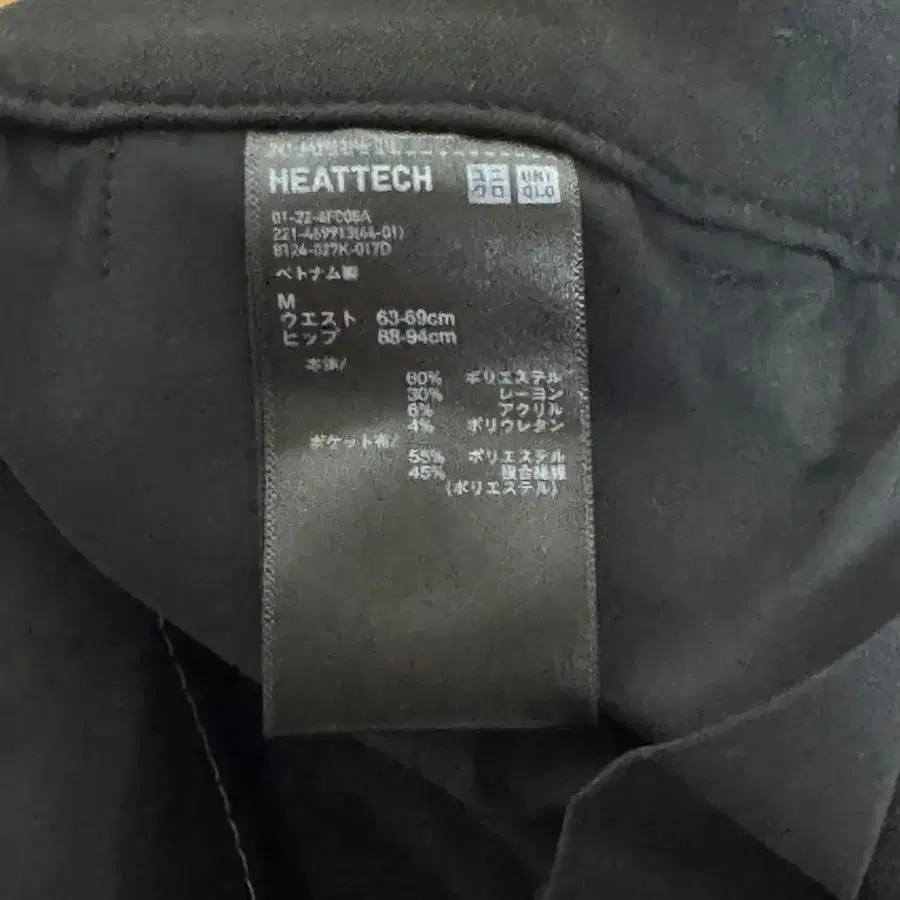 HEATTECH
ユニクロ UNIQLO
221-469913(44-01)
8124-027K-017D
ベトナム製
M
ウエスト 63-69cm
ヒップ 88-94cm
本体/
60% ポリエステル
30% レーヨン
6% アクリル
4% ポリウレタン
ポケット布/
55% ポリエステル
45% 複合繊維
(ポリエステル)